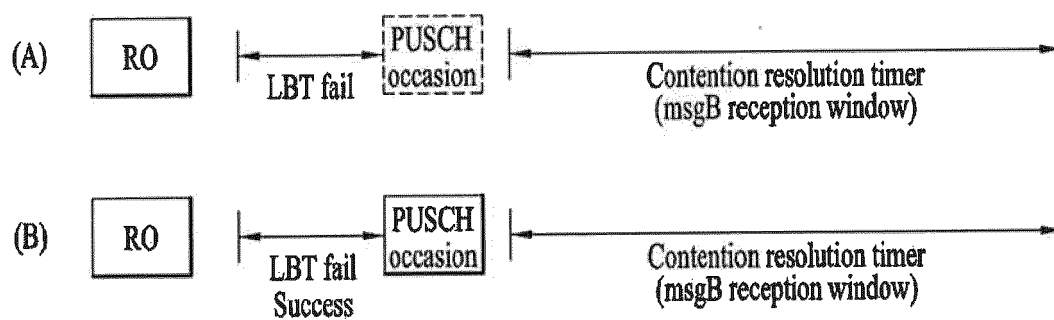 (A)
RO
LBT fail
PUSCH
occasion
Contention resolution timer
(msgB reception window)
(B)
RO
LBT fail
Success
PUSCH
occasion
Contention resolution timer
(msgB reception window)